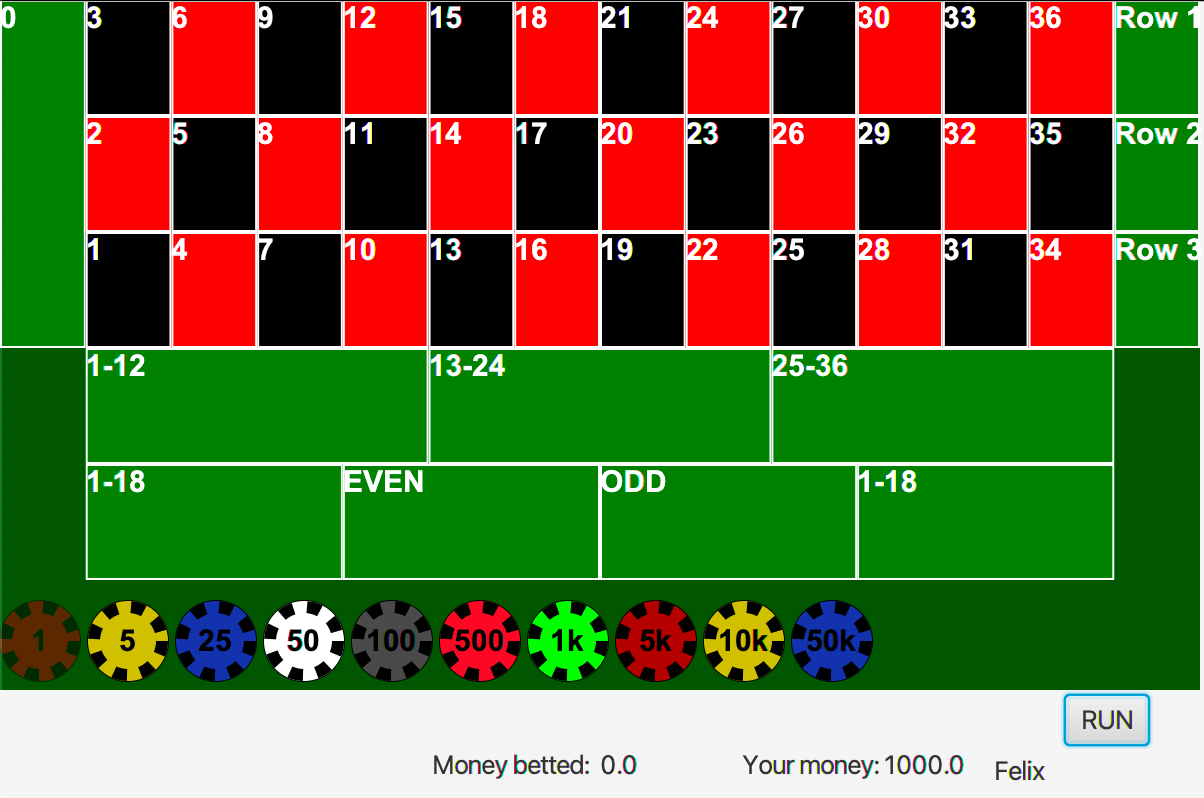 0 3 6 9 12 15 18 21 24 27 30 33 36 Row 1
2 5 8 11 14 17 20 23 26 29 32 35 Row 2
1 4 7 10 13 16 19 22 25 28 31 34 Row 3
1-12 13-24 25-36
1-18 EVEN ODD 1-18
1 5 25 50 100 500 1k 5k 10k 50k
RUN
Money betted: 0.0 Your money: 1000.0 Felix